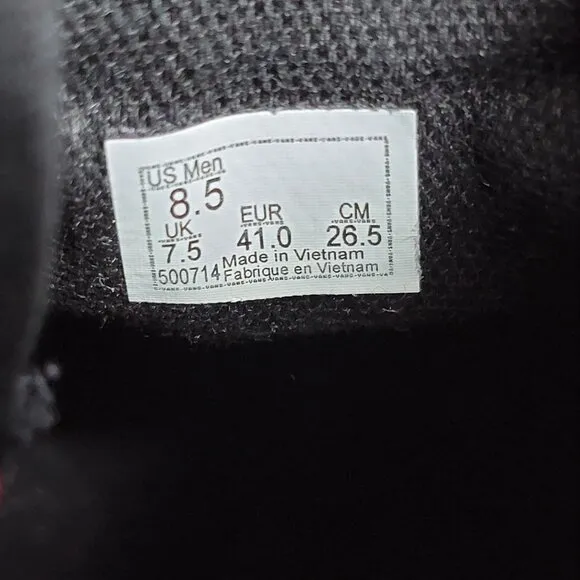 US Men
8.5
UK EUR CM
7.5 41.0 26.5
Made in Vietnam
500714 Fabrique en Vietnam